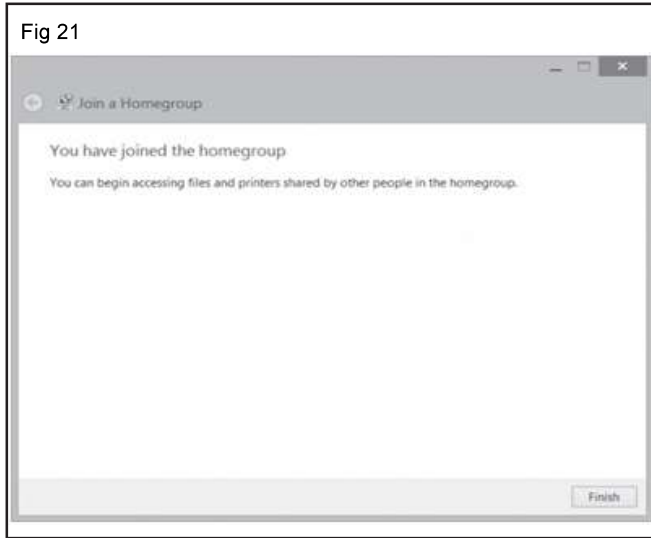 Fig 21
Join a Homegroup
You have joined the homegroup
You can begin accessing files and printers shared by other people in the homegroup.
Finish